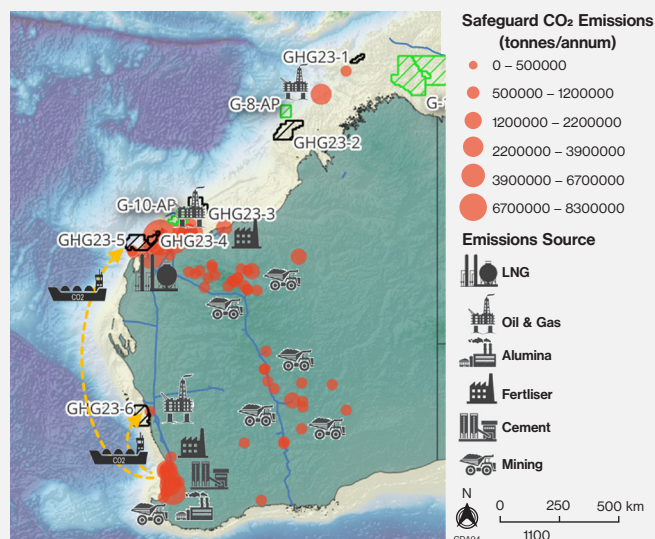 GHG23-1
G-8-AP
GHG23-2
G-10-AP
GHG23-3
GHG23-5
GHG23-4
CO2
GHG23-6
CO2
Safeguard CO₂ Emissions
(tonnes/annum)
0 – 500000
500000 – 1200000
1200000 – 2200000
2200000 – 3900000
3900000 – 6700000
6700000 – 8300000
Emissions Source
LNG
Oil & Gas
Alumina
Fertliser
Cement
Mining
N
0 250 500 km
1100